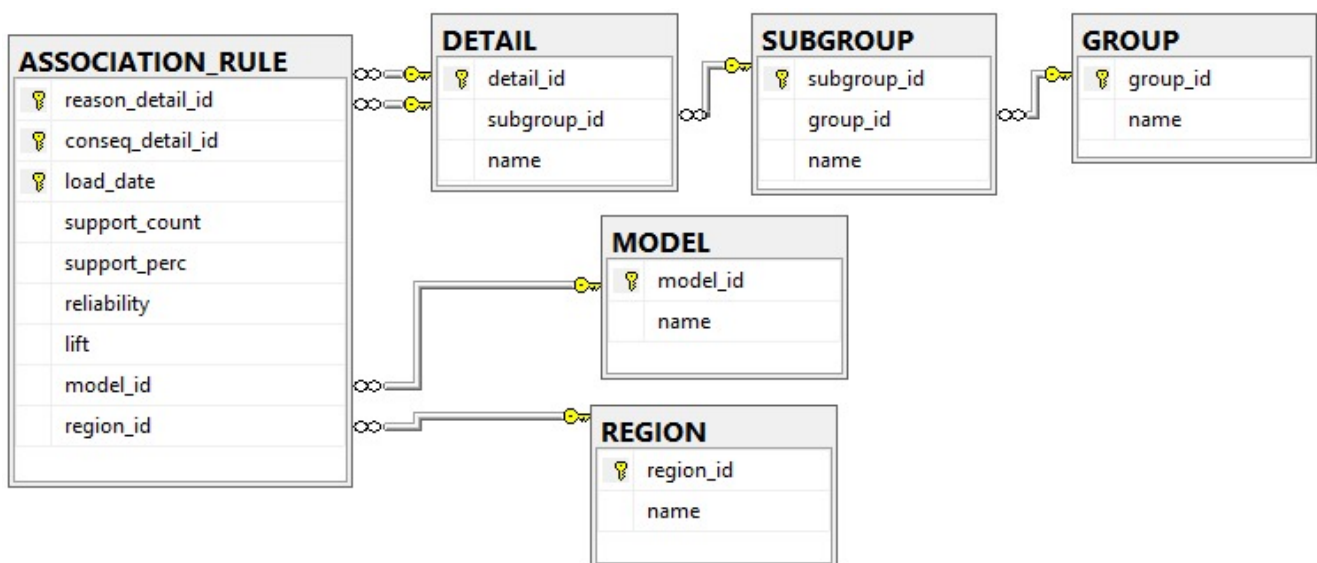 ASSOCIATION_RULE
reason_detail_id
conseq_detail_id
load_date
support_count
support_perc
reliability
lift
model_id
region_id
DETAIL
detail_id
subgroup_id
name
SUBGROUP
subgroup_id
group_id
name
GROUP
group_id
name
MODEL
model_id
name
REGION
region_id
name